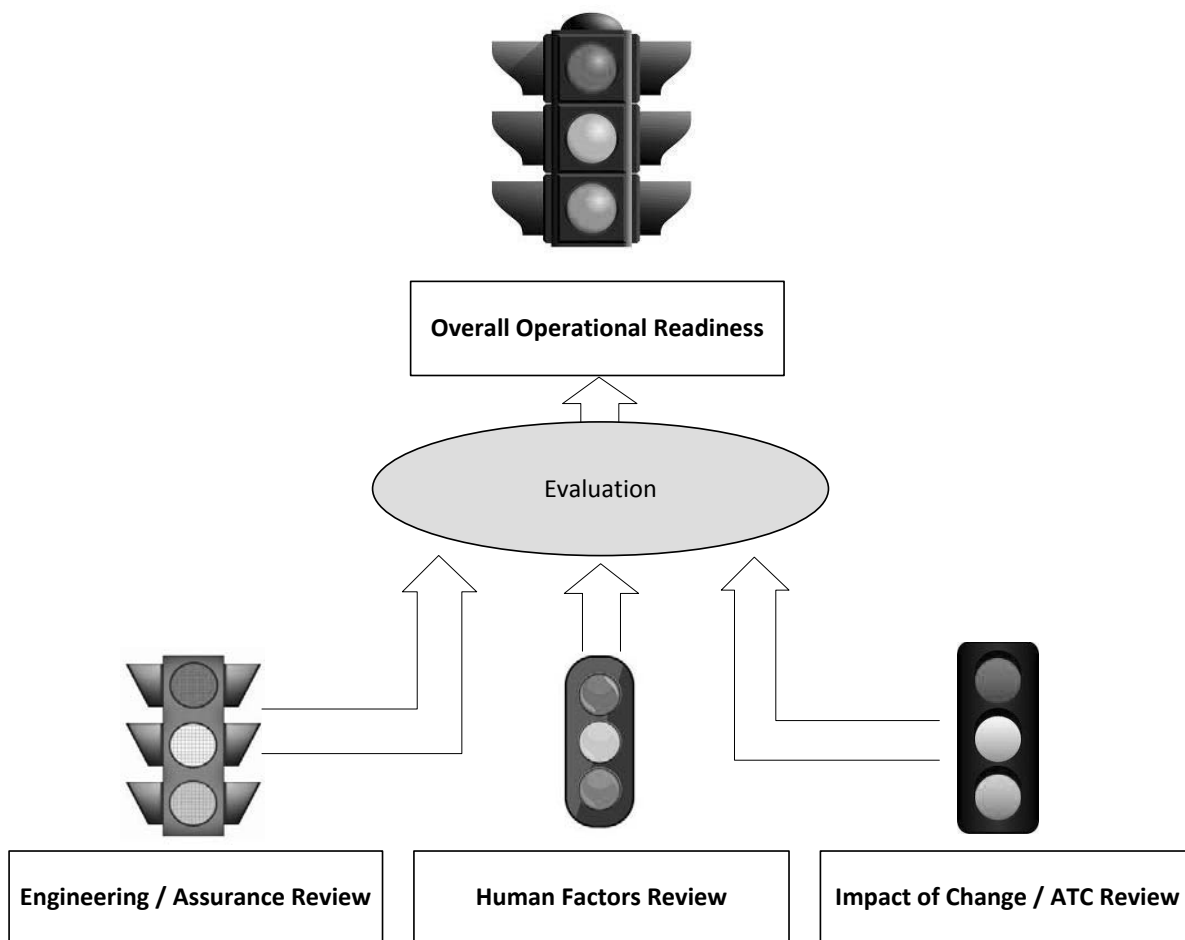 Overall Operational Readiness
Evaluation
Engineering / Assurance Review
Human Factors Review
Impact of Change / ATC Review